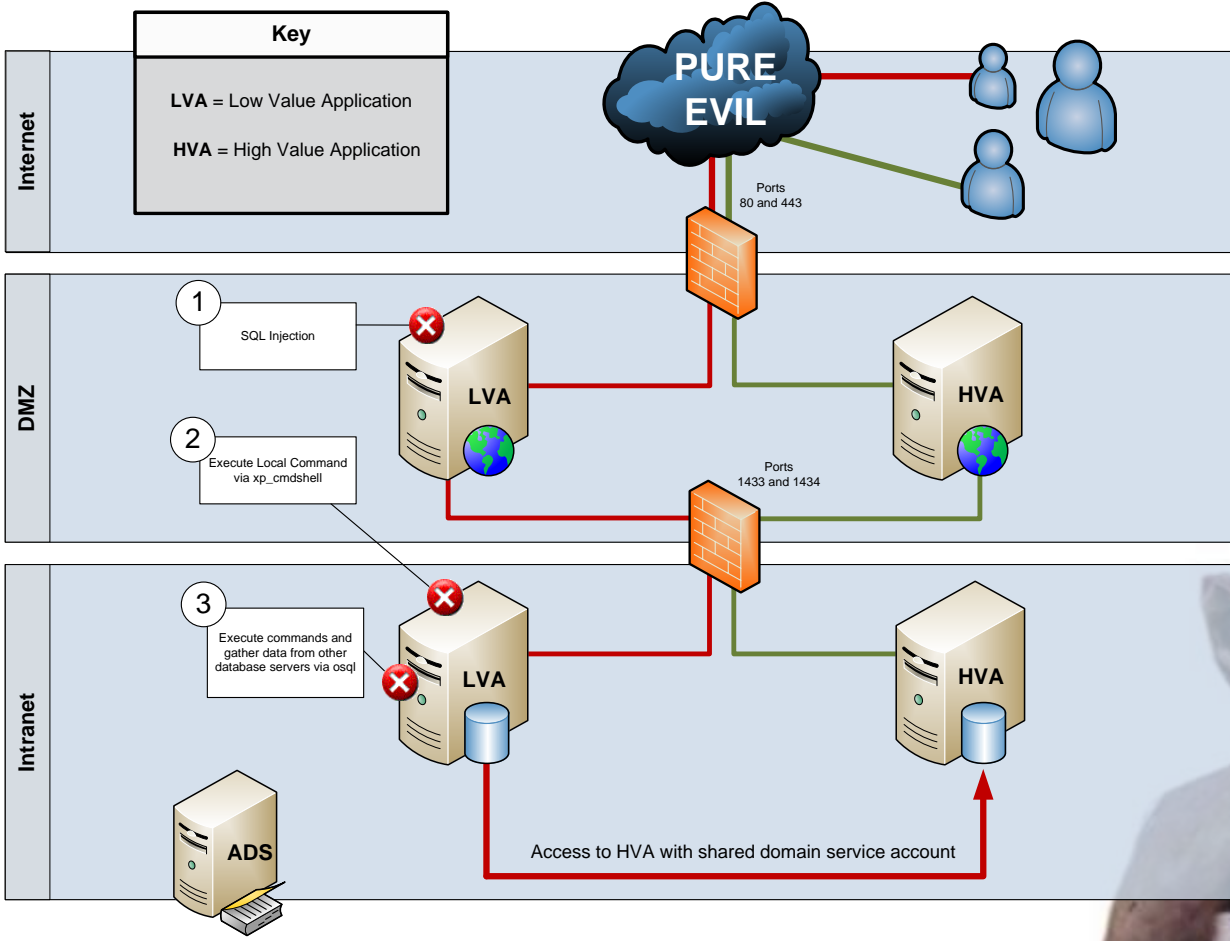 Key
LVA = Low Value Application
HVA = High Value Application
Internet
PURE
EVIL
Ports
80 and 443
DMZ
1
SQL Injection
LVA
HVA
2
Execute Local Command
via xp_cmdshell
Ports
1433 and 1434
Intranet
3
Execute commands and
gather data from other
database servers via osql
LVA
HVA
ADS
Access to HVA with shared domain service account